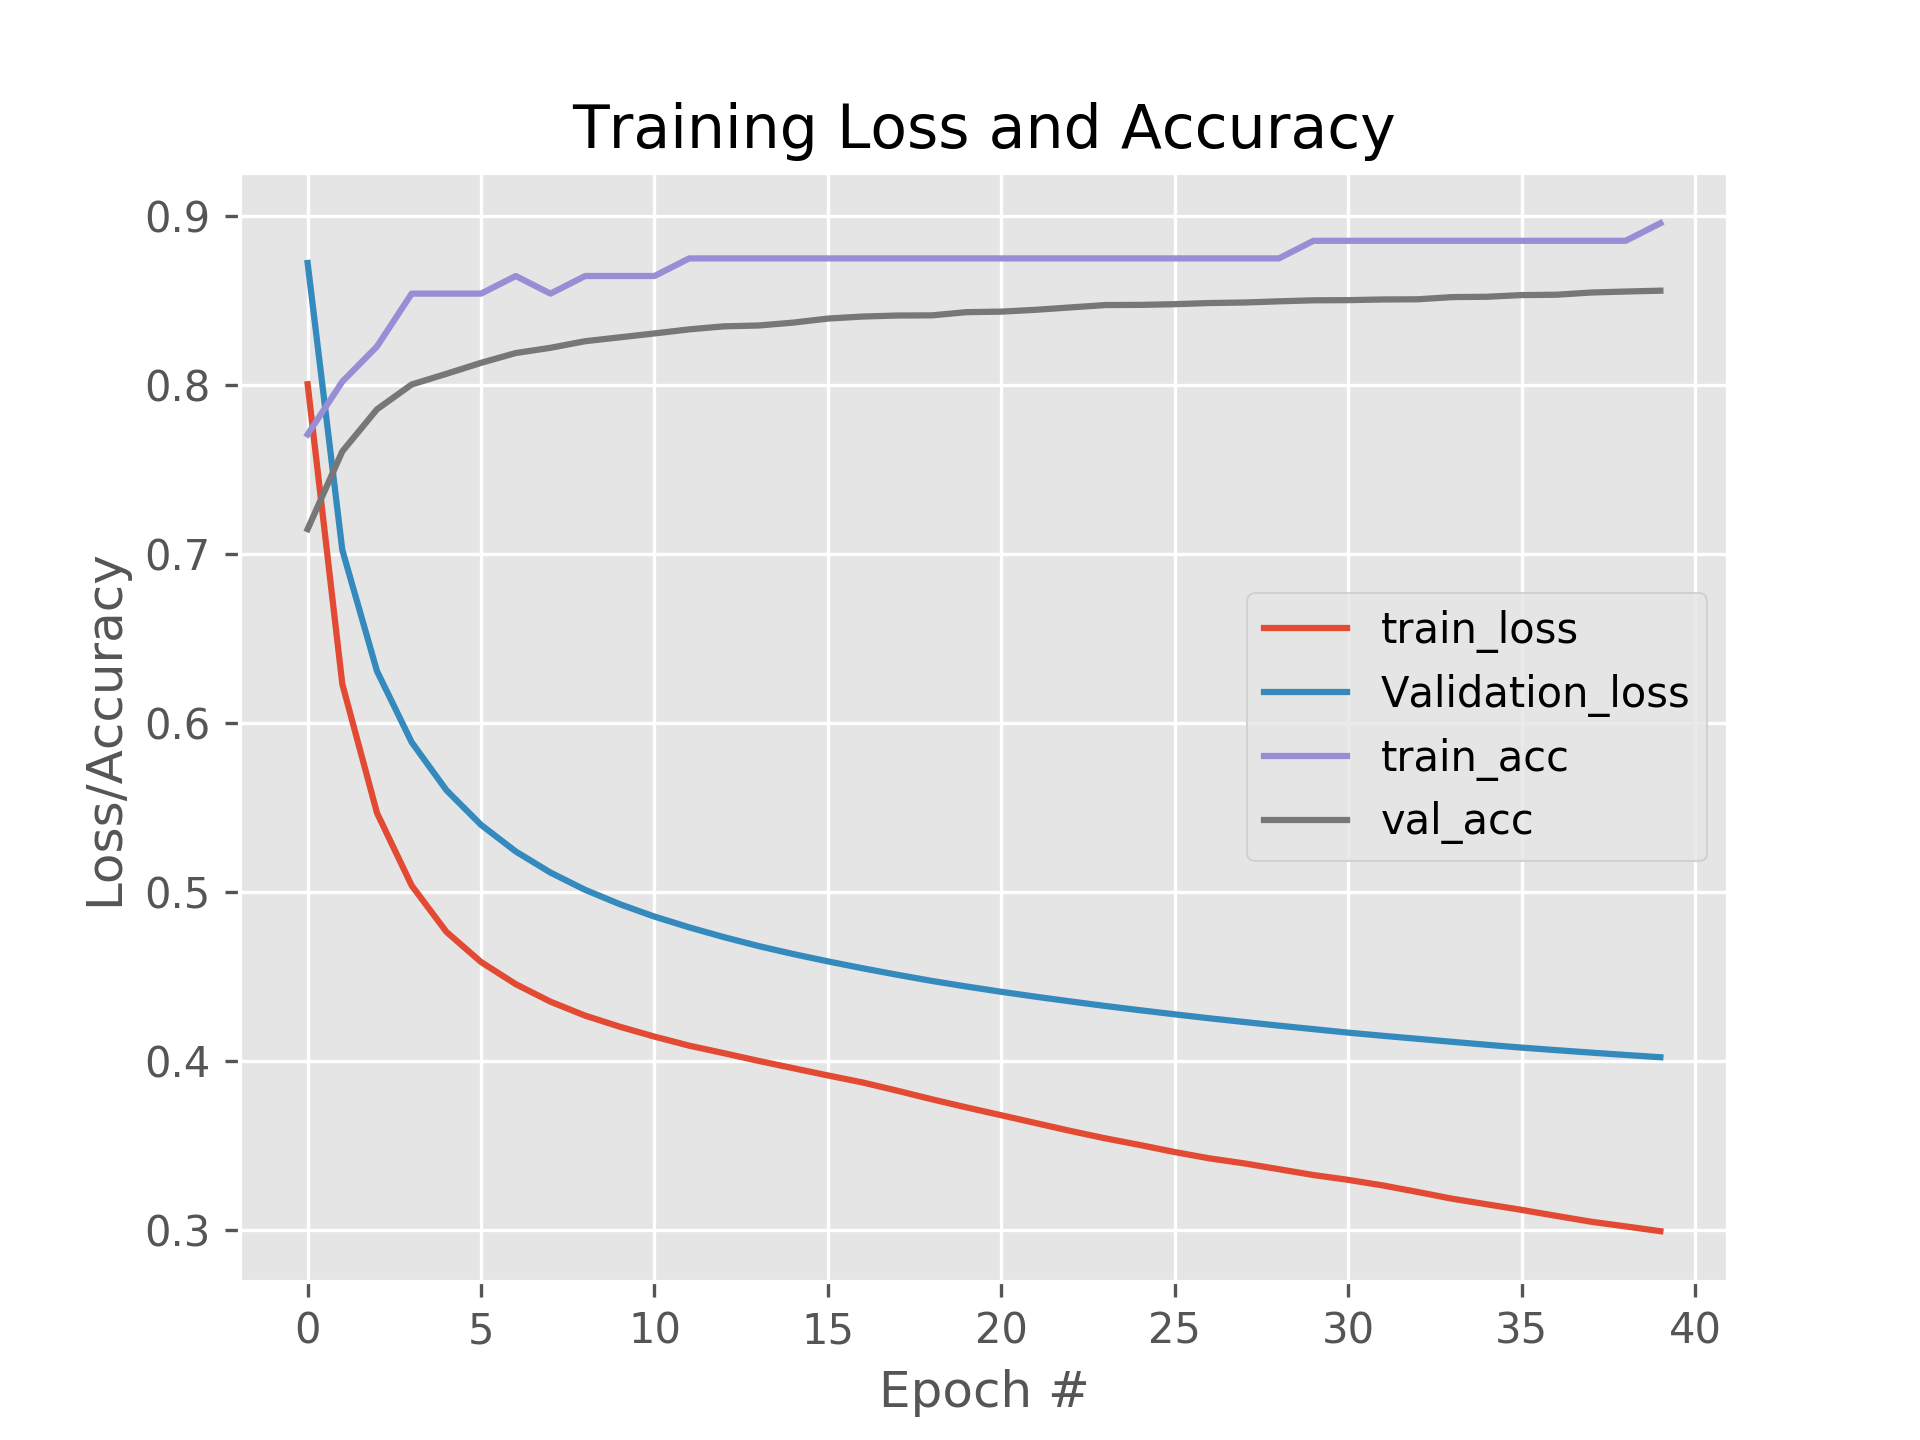 Training Loss and Accuracy
Loss/Accuracy
0.9
0.8
0.7
0.6
0.5
0.4
0.3
train_loss
Validation_loss
train_acc
val_acc
0 5 10 15 20 25 30 35 40
Epoch #